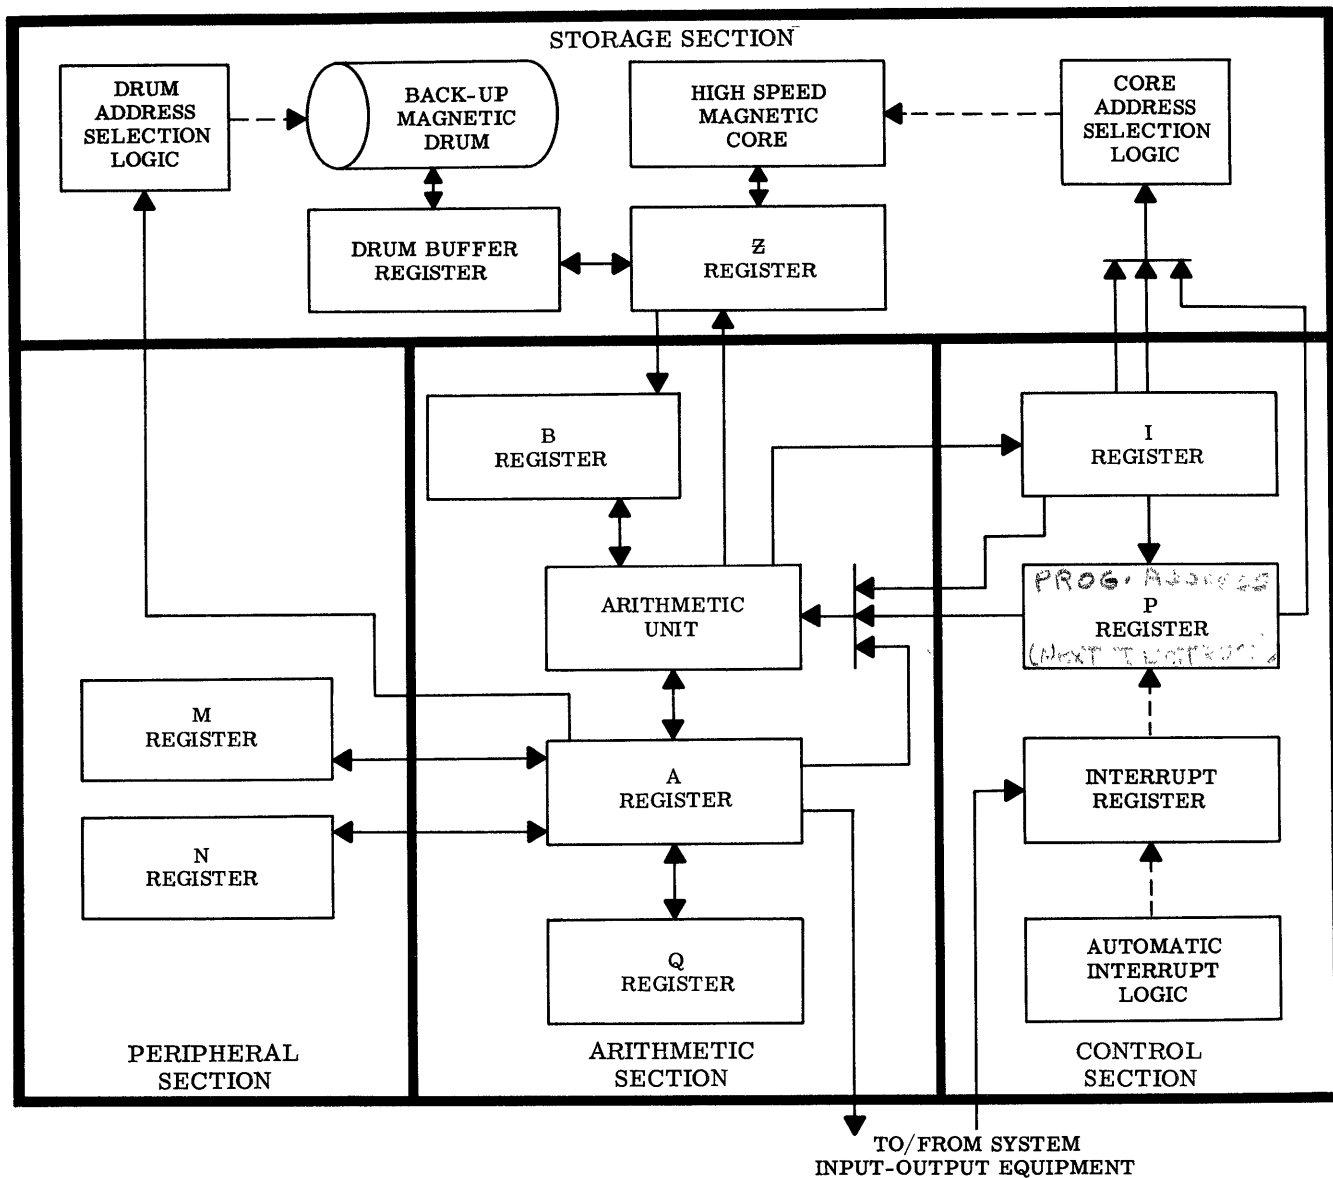 STORAGE SECTION
DRUM
ADDRESS
SELECTION
LOGIC
BACK-UP
MAGNETIC
DRUM
HIGH SPEED
MAGNETIC
CORE
CORE
ADDRESS
SELECTION
LOGIC
DRUM BUFFER
REGISTER
Z
REGISTER
B
REGISTER
I
REGISTER
ARITHMETIC
UNIT
PROG. ADDRESS
P
REGISTER
(NEXT
M
REGISTER
A
REGISTER
INTERRUPT
REGISTER
N
REGISTER
Q
REGISTER
AUTOMATIC
INTERRUPT
LOGIC
PERIPHERAL
SECTION
ARITHMETIC
SECTION
CONTROL
SECTION
TO/FROM SYSTEM
INPUT-OUTPUT EQUIPMENT